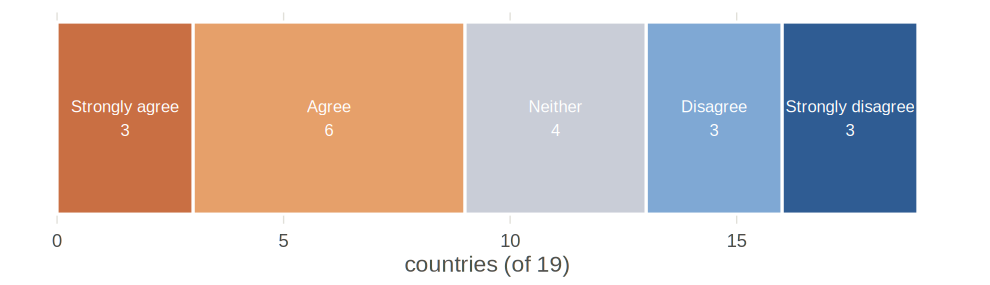 Strongly agree
3
Agree
6
Neither
4
Disagree
3
Strongly disagree
3
0
5
10
15
countries (of 19)